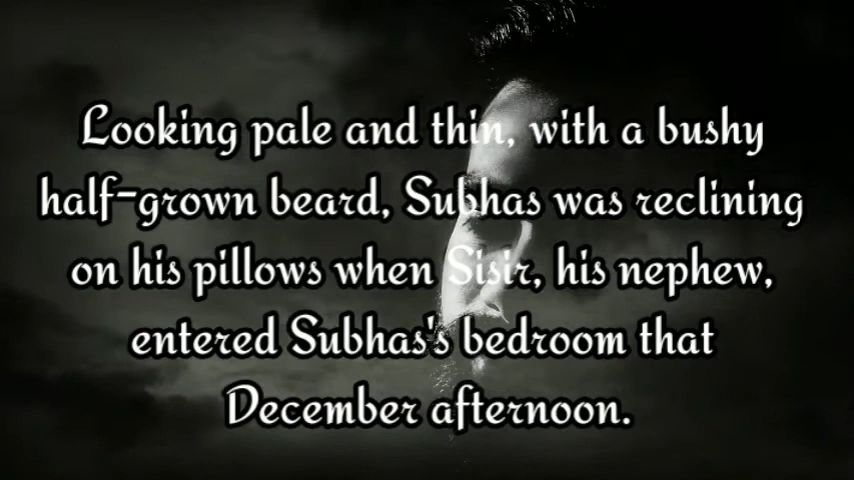 Looking pale and thin, with a bushy
half-grown beard, Subhas was reclining
on his pillows when Sisir, his nephew,
entered Subhas's bedroom that
December afternoon.